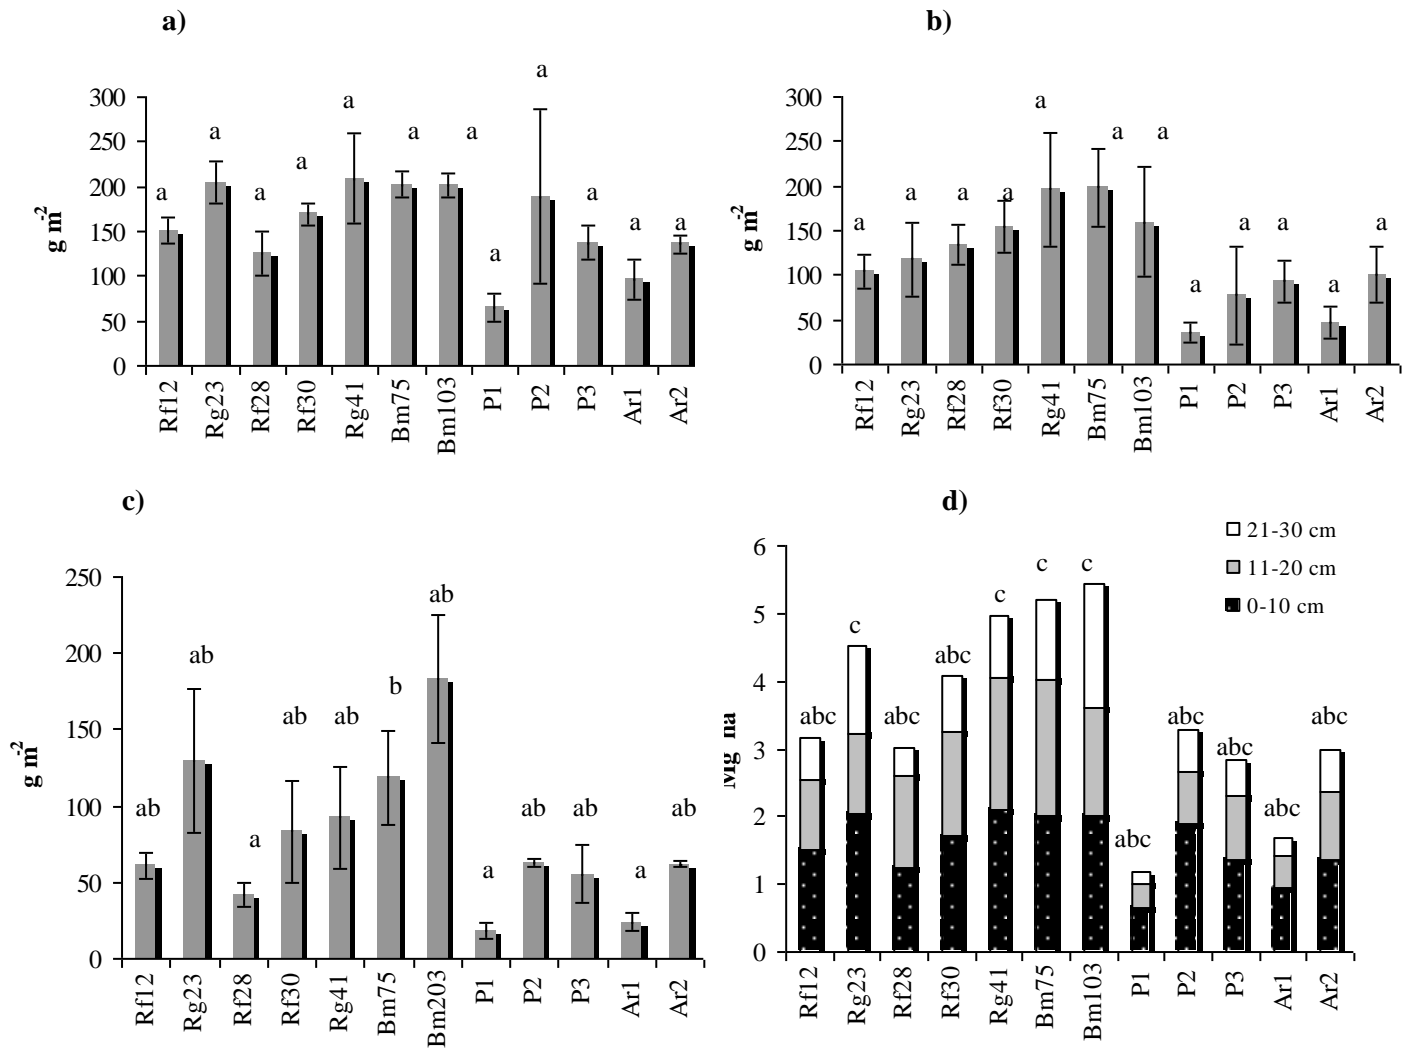 a)
a
a
a
a
a
a
a
a
a
a
a
a
300
250
200
150
100
50
0
g m-2
Rf12
Rg23
Rf28
Rf30
Rg41
Bm75
Bm103
P1
P2
P3
Ar1
Ar2
b)
a
a
a
a
a
a
a
a
a
a
a
a
300
250
200
150
100
50
0
g m-2
Rf12
Rg23
Rf28
Rf30
Rg41
Bm75
Bm103
P1
P2
P3
Ar1
Ar2
c)
ab
ab
a
ab
ab
b
ab
a
ab
ab
a
ab
250
200
150
100
50
0
g m-2
Rf12
Rg23
Rf28
Rf30
Rg41
Bm75
Bm203
P1
P2
P3
Ar1
Ar2
d)
21-30 cm
11-20 cm
0-10 cm
abc
c
abc
abc
c
c
c
abc
abc
abc
abc
abc
6
5
4
3
2
1
0
Rf12
Rg23
Rf28
Rf30
Rg41
Bm75
Bm103
P1
P2
P3
Ar1
Ar2